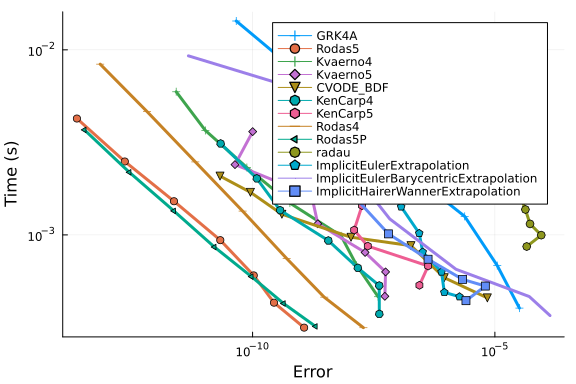 10⁻²
GRK4A
Rodas5
Kvaerno4
Kvaerno5
CVODE_BDF
KenCarp4
KenCarp5
Rodas4
Rodas5P
radau
ImplicitEulerExtrapolation
ImplicitEulerBarycentricExtrapolation
ImplicitHairerWannerExtrapolation
Time (s)
10⁻³
10⁻¹⁰
10⁻⁵
Error